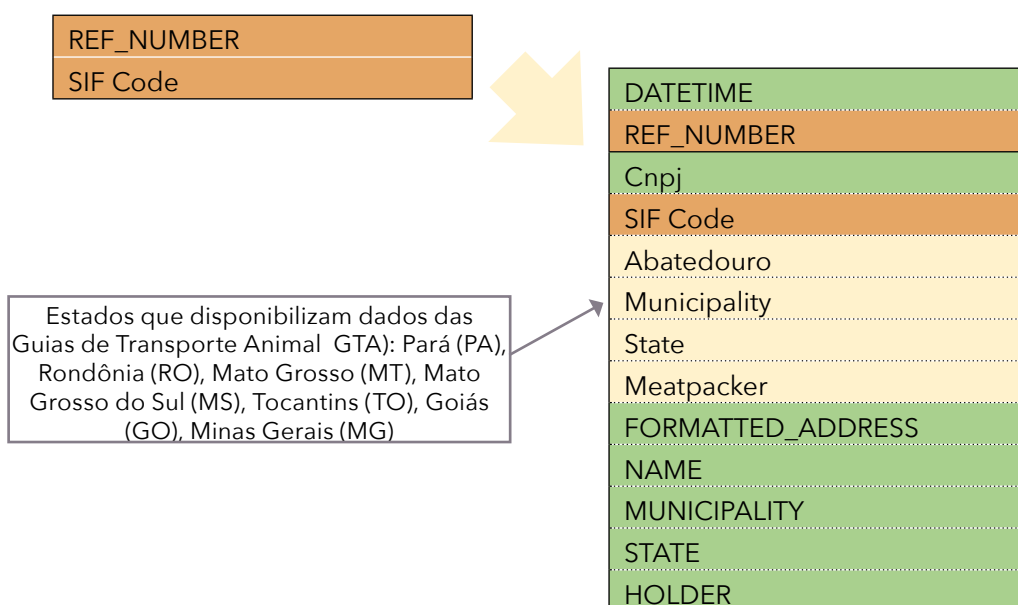 REF_NUMBER
SIF Code
DATETIME
REF_NUMBER
Cnpj
SIF Code
Abatedouro
Municipality
State
Meatpacker
FORMATTED_ADDRESS
NAME
MUNICIPALITY
STATE
HOLDER
Estados que disponibilizam dados das
Guias de Transporte Animal GTA): Pará (PA),
Rondônia (RO), Mato Grosso (MT), Mato
Grosso do Sul (MS), Tocantins (TO), Goiás
(GO), Minas Gerais (MG)